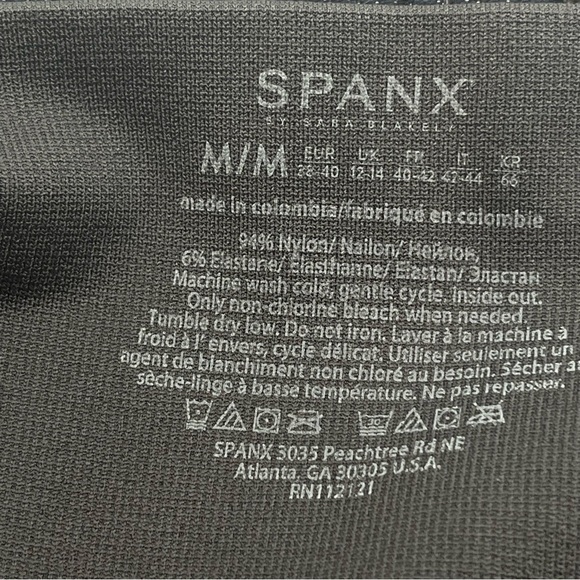 SPANX
BY SARA BLAKELY
M/M EUR UK FR IT KR
38-40 12-14 40-42 42-44 66
made in colombia/fabriqué en colombie
94% Nylon/ Nailon/ Нейлон,
6% Elastane/ Élasthanne/ Elastan/ Эластан
Machine wash cold, gentle cycle. Inside out.
Only non-chlorine bleach when needed.
Tumble dry low. Do not iron. Laver à la machine à
froid à l' envers, cycle délicat. Utiliser seulement un
agent de blanchiment non chloré au besoin. Sécher at
sèche-linge à basse température. Ne pas repasser.
SPANX 3035 Peachtree Rd NE
Atlanta, GA 30305 U.S.A.
RN112121